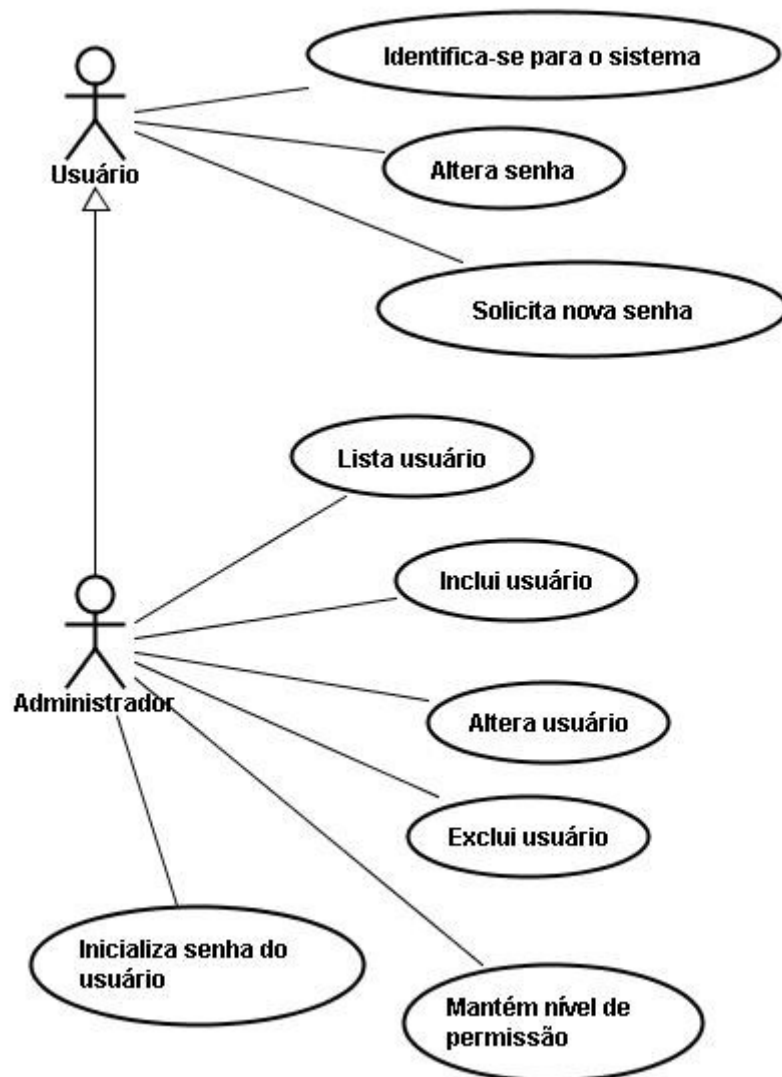 Identifica-se para o sistema
Usuário
Altera senha
Solicita nova senha
Lista usuário
Inclui usuário
Administrador
Altera usuário
Exclui usuário
Inicializa senha do
usuário
Mantém nível de
permissão